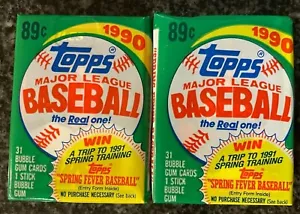 89¢
1990
topps
MAJOR LEAGUE
BASEBALL
the Real one!
31
BUBBLE
GUM CARDS
1 STICK
BUBBLE
GUM
WIN
A TRIP TO 1991
SPRING TRAINING
Topps
"SPRING FEVER BASEBALL"
(Entry Form Inside)
NO PURCHASE NECESSARY (See back)
89¢
1990
topps
MAJOR LEAGUE
BASEBALL
the Real one!
31
BUBBLE
GUM CARDS
1 STICK
BUBBLE
GUM
WIN
A TRIP TO 1991
SPRING TRAINING
Topps
"SPRING FEVER BASEBALL"
(Entry Form Inside)
NO PURCHASE NECESSARY (See back)